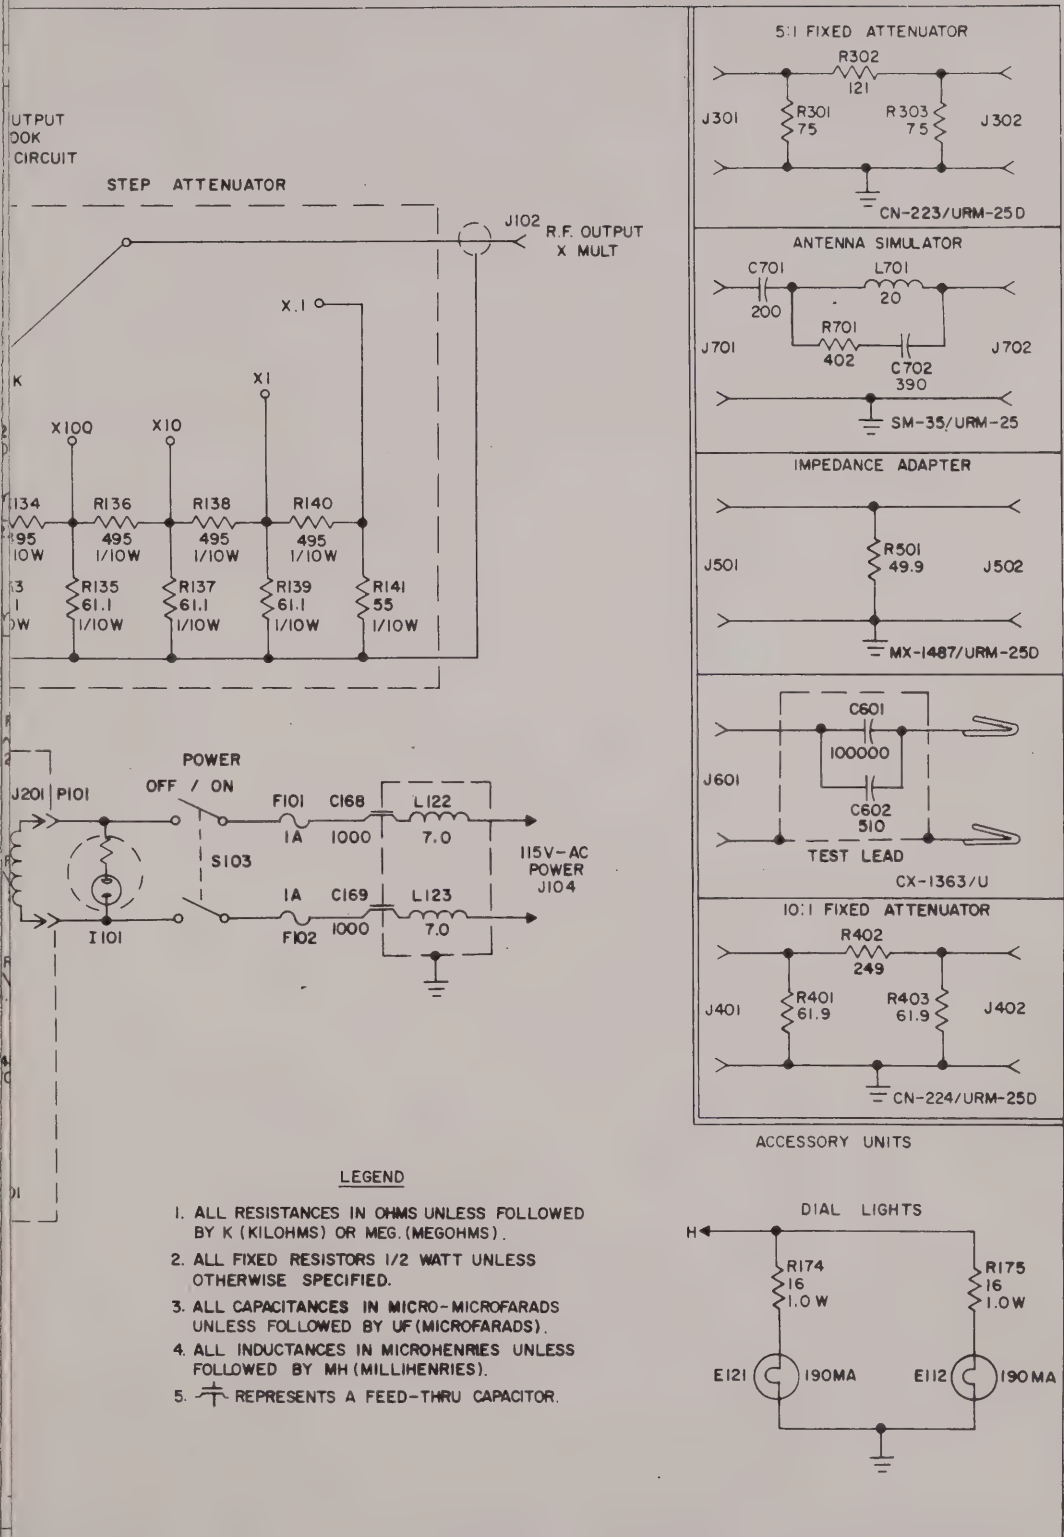 UTPUT
OOK
CIRCUIT
STEP ATTENUATOR
J102
R.F. OUTPUT
X MULT
X.1
K
X1
X100
X10
R136
R138
R140
495
495
495
1/10W
1/10W
1/10W
R135
R137
R139
R141
61.1
61.1
61.1
55
1/10W
1/10W
1/10W
1/10W
POWER
OFF / ON
J201
P101
F101
C168
L122
1A
1000
7.0
S103
115V-AC
POWER
J104
1A
C169
L123
I101
F102
1000
7.0
LEGEND
1. ALL RESISTANCES IN OHMS UNLESS FOLLOWED
BY K (KILOHMS) OR MEG. (MEGOHMS).
2. ALL FIXED RESISTORS 1/2 WATT UNLESS
OTHERWISE SPECIFIED.
3. ALL CAPACITANCES IN MICRO-MICROFARADS
UNLESS FOLLOWED BY UF (MICROFARADS).
4. ALL INDUCTANCES IN MICROHENRIES UNLESS
FOLLOWED BY MH (MILLIHENRIES).
5. REPRESENTS A FEED-THRU CAPACITOR.
5:1 FIXED ATTENUATOR
R302
121
J301
R301
75
R303
75
J302
CN-223/URM-25D
ANTENNA SIMULATOR
C701
200
L701
20
R701
402
J701
C702
390
J702
SM-35/URM-25
IMPEDANCE ADAPTER
J501
R501
49.9
J502
MX-1487/URM-25D
C601
100000
J601
C602
510
TEST LEAD
CX-1363/U
10:1 FIXED ATTENUATOR
R402
249
J401
R401
61.9
R403
61.9
J402
CN-224/URM-25D
ACCESSORY UNITS
DIAL LIGHTS
H
R174
16
1.0 W
R175
16
1.0W
E121
190MA
E112
190MA